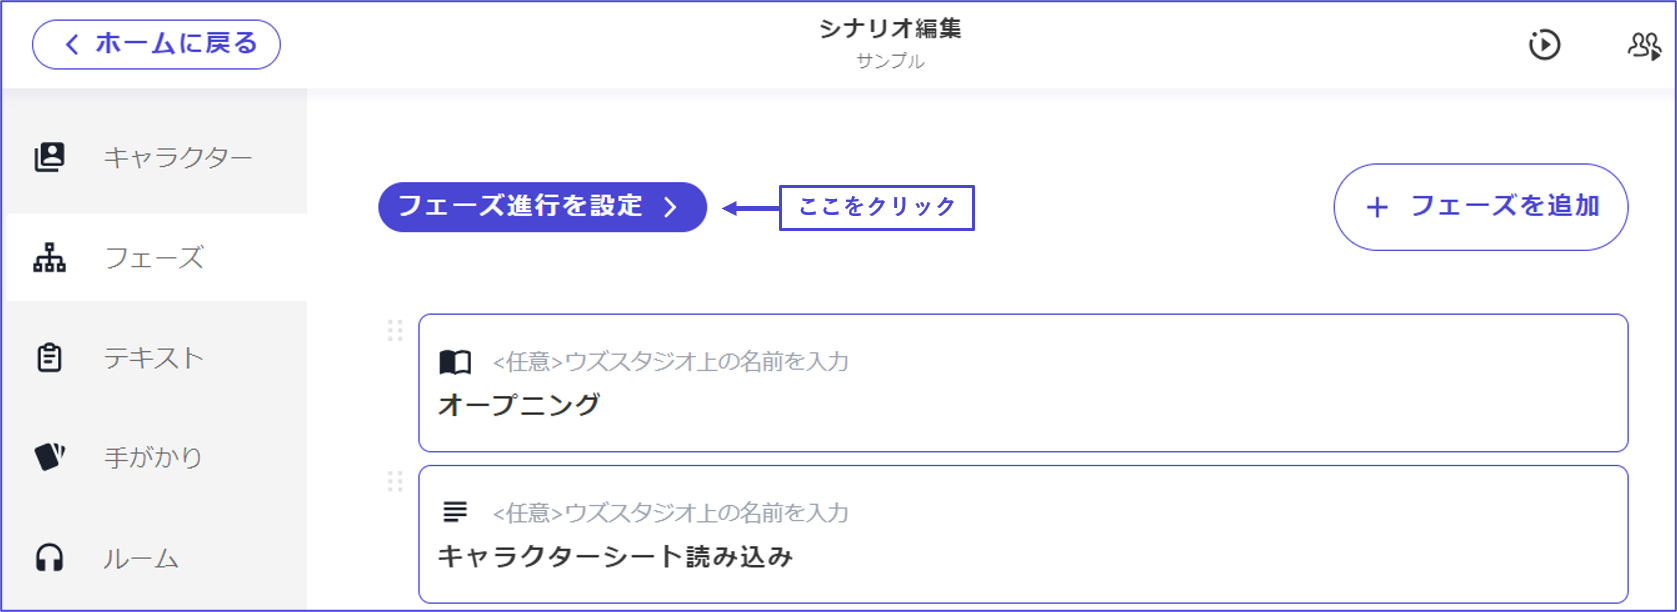 ホームに戻る
シナリオ編集
サンプル
キャラクター
フェーズ
テキスト
手がかり
ルーム
フェーズ進行を設定
ここをクリック
+ フェーズを追加
<任意>ウズスタジオ上の名前を入力
オープニング
<任意>ウズスタジオ上の名前を入力
キャラクターシート読み込み